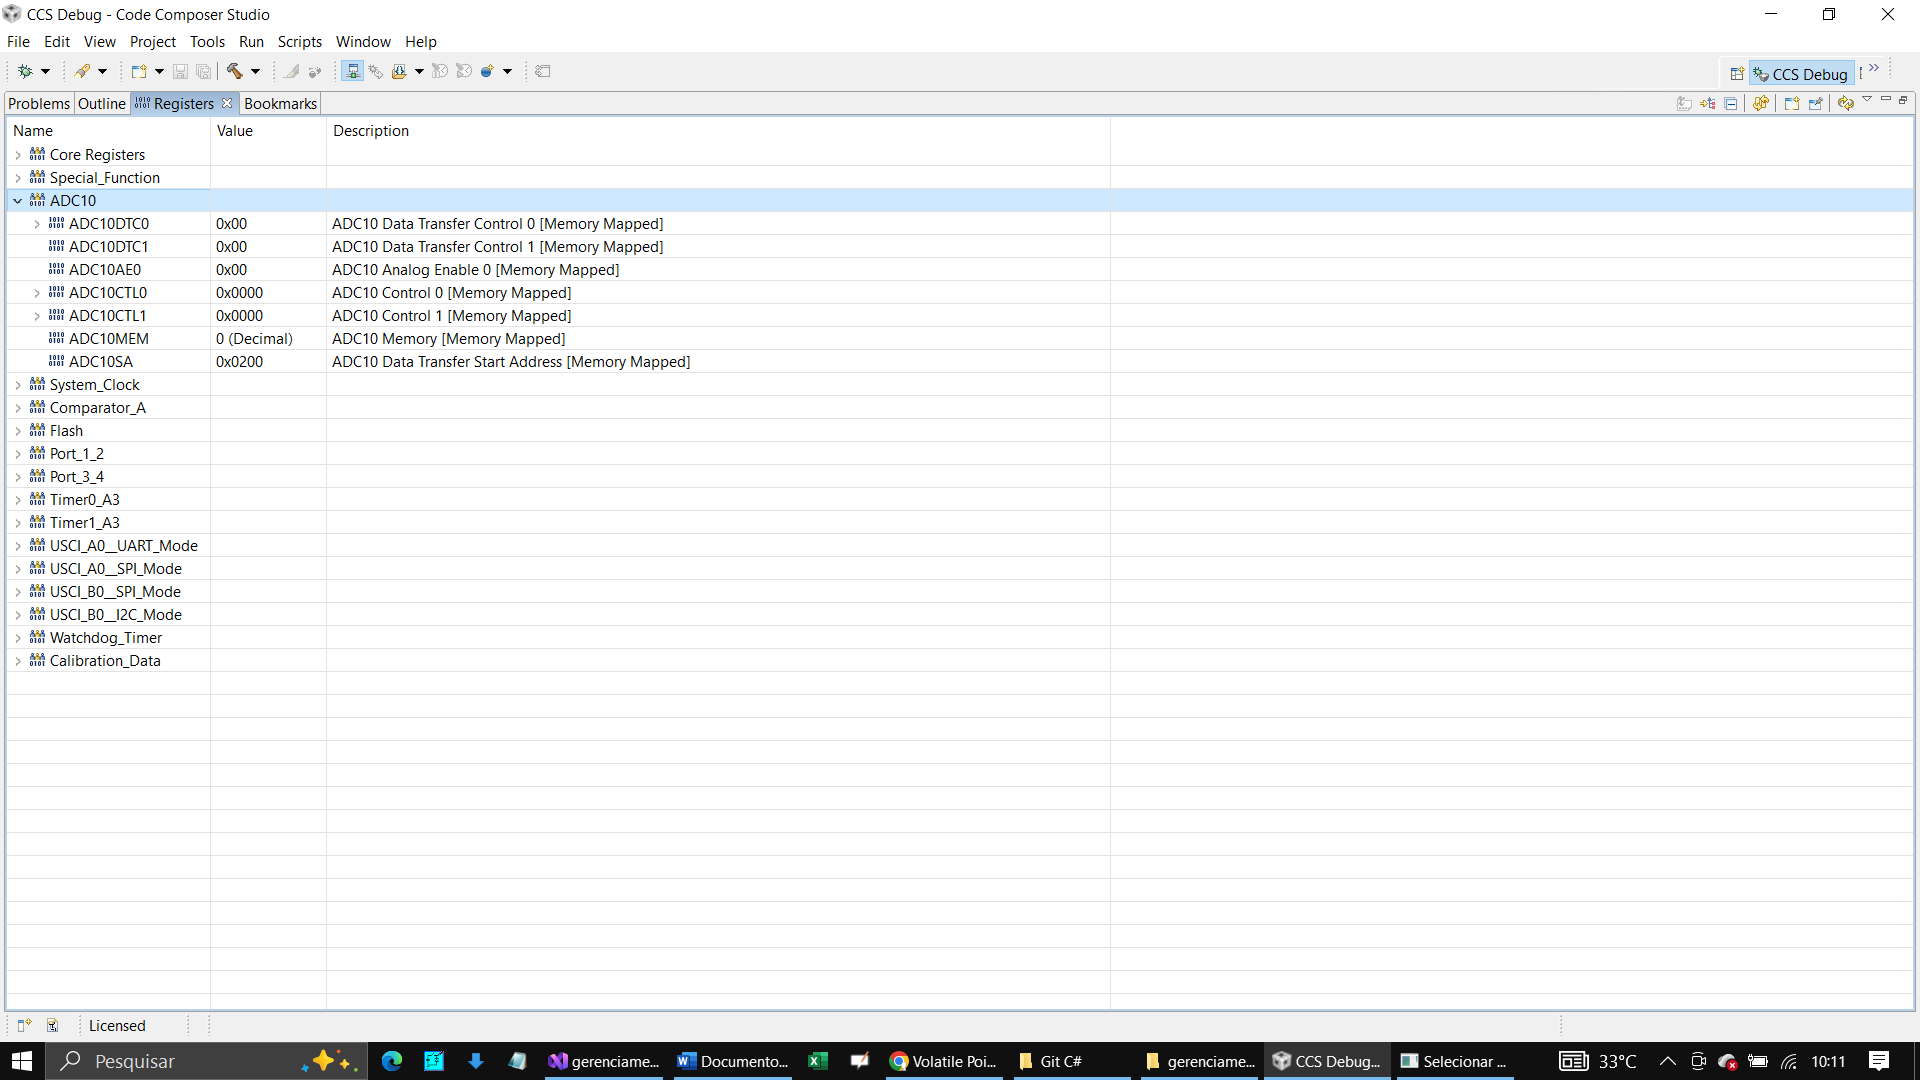 CCS Debug - Code Composer Studio
File Edit View Project Tools Run Scripts Window Help
CCS Debug
Problems Outline Registers Bookmarks
Name Value Description
Core Registers
Special_Function
ADC10
ADC10DTC0 0x00 ADC10 Data Transfer Control 0 [Memory Mapped]
ADC10DTC1 0x00 ADC10 Data Transfer Control 1 [Memory Mapped]
ADC10AE0 0x00 ADC10 Analog Enable 0 [Memory Mapped]
ADC10CTL0 0x0000 ADC10 Control 0 [Memory Mapped]
ADC10CTL1 0x0000 ADC10 Control 1 [Memory Mapped]
ADC10MEM 0 (Decimal) ADC10 Memory [Memory Mapped]
ADC10SA 0x0200 ADC10 Data Transfer Start Address [Memory Mapped]
System_Clock
Comparator_A
Flash
Port_1_2
Port_3_4
Timer0_A3
Timer1_A3
USCI_A0__UART_Mode
USCI_A0__SPI_Mode
USCI_B0__SPI_Mode
USCI_B0__I2C_Mode
Watchdog_Timer
Calibration_Data
Licensed
Pesquisar gerenciame... Documento... Volatile Poi... Git C# gerenciame... CCS Debug... Selecionar ... 33°C 10:11